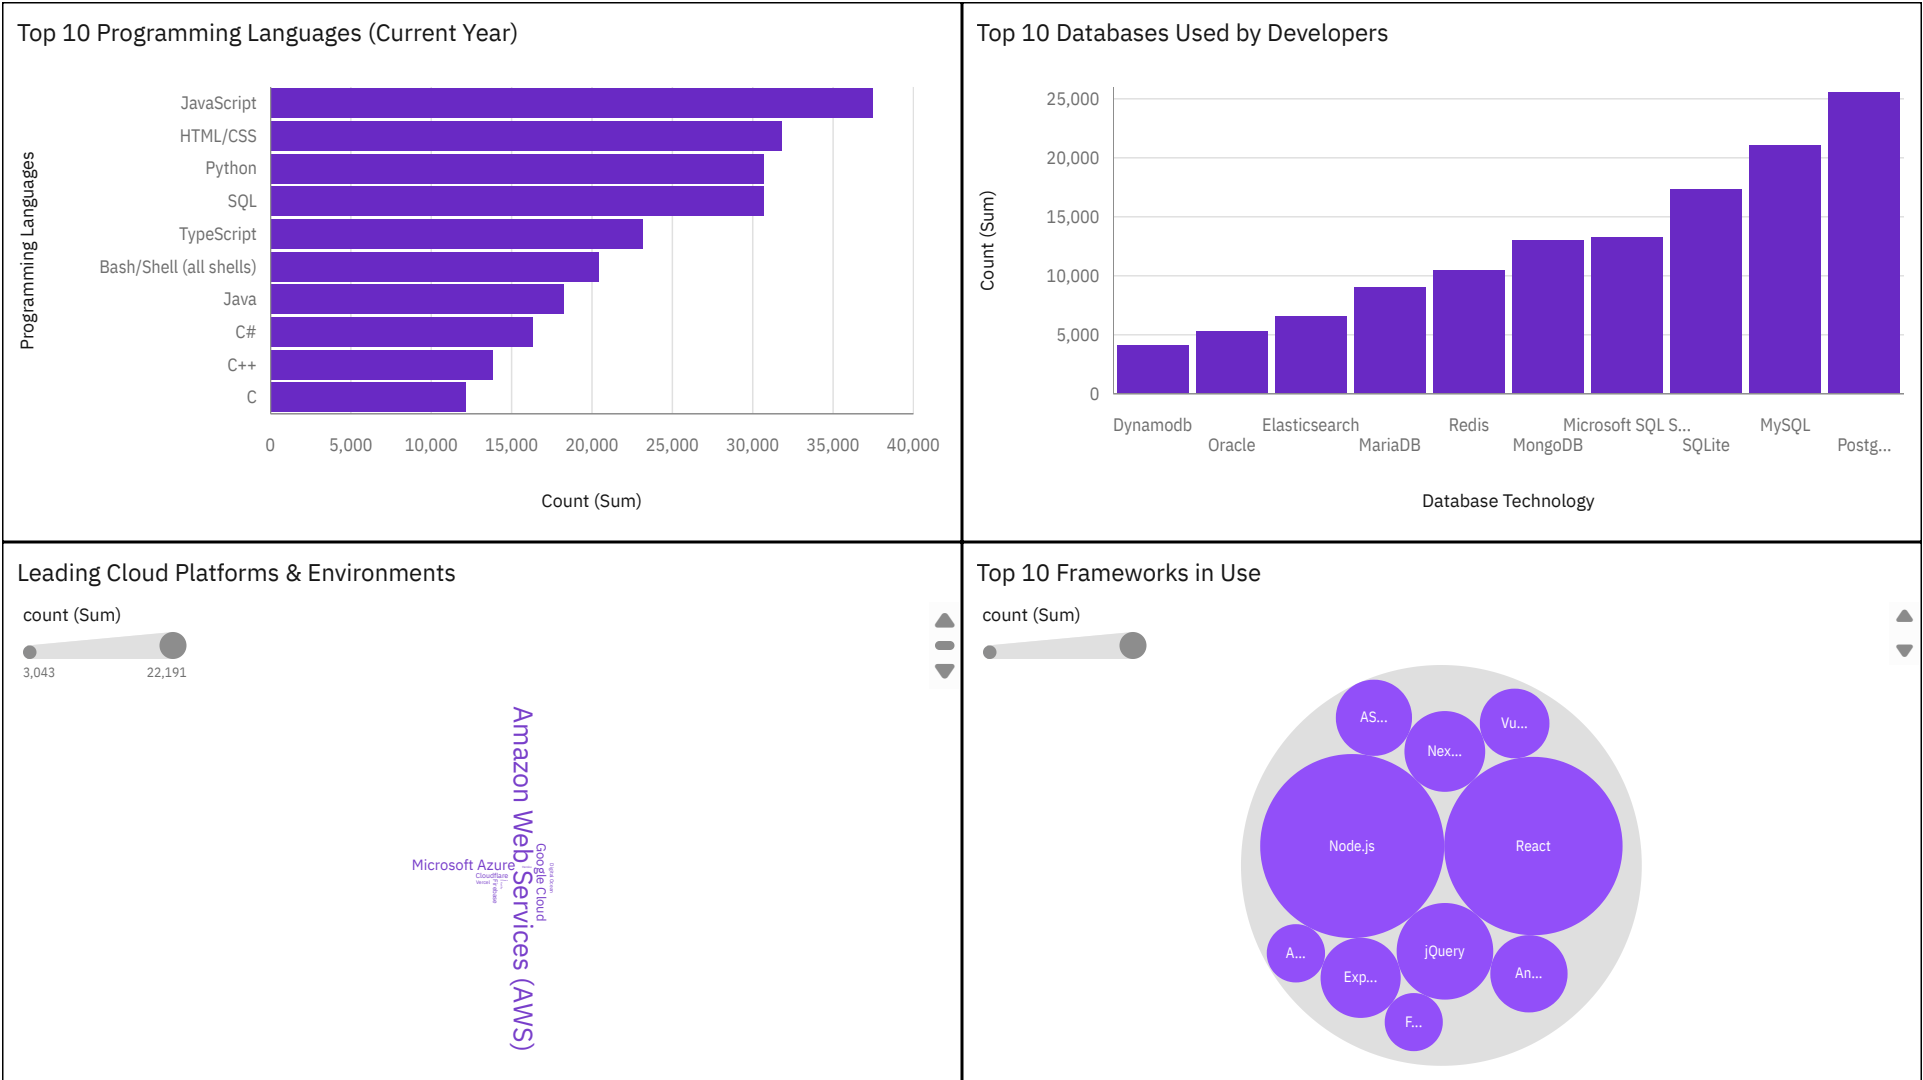 Top 10 Programming Languages (Current Year)
Programming Languages
JavaScript
HTML/CSS
Python
SQL
TypeScript
Bash/Shell (all shells)
Java
C#
C++
C
0 5,000 10,000 15,000 20,000 25,000 30,000 35,000 40,000
Count (Sum)
Top 10 Databases Used by Developers
Count (Sum)
25,000
20,000
15,000
10,000
5,000
0
Dynamodb Elasticsearch Redis Microsoft SQL S... MySQL
Oracle MariaDB MongoDB SQLite Postg...
Database Technology
Leading Cloud Platforms & Environments
count (Sum)
3,043 22,191
Amazon Web Services (AWS)
Microsoft Azure
Google Cloud
Cloudflare
Firebase
Vercel
Digital Ocean
Top 10 Frameworks in Use
count (Sum)
AS...
Vu...
Nex...
Node.js
React
A...
jQuery
Exp...
An...
F...